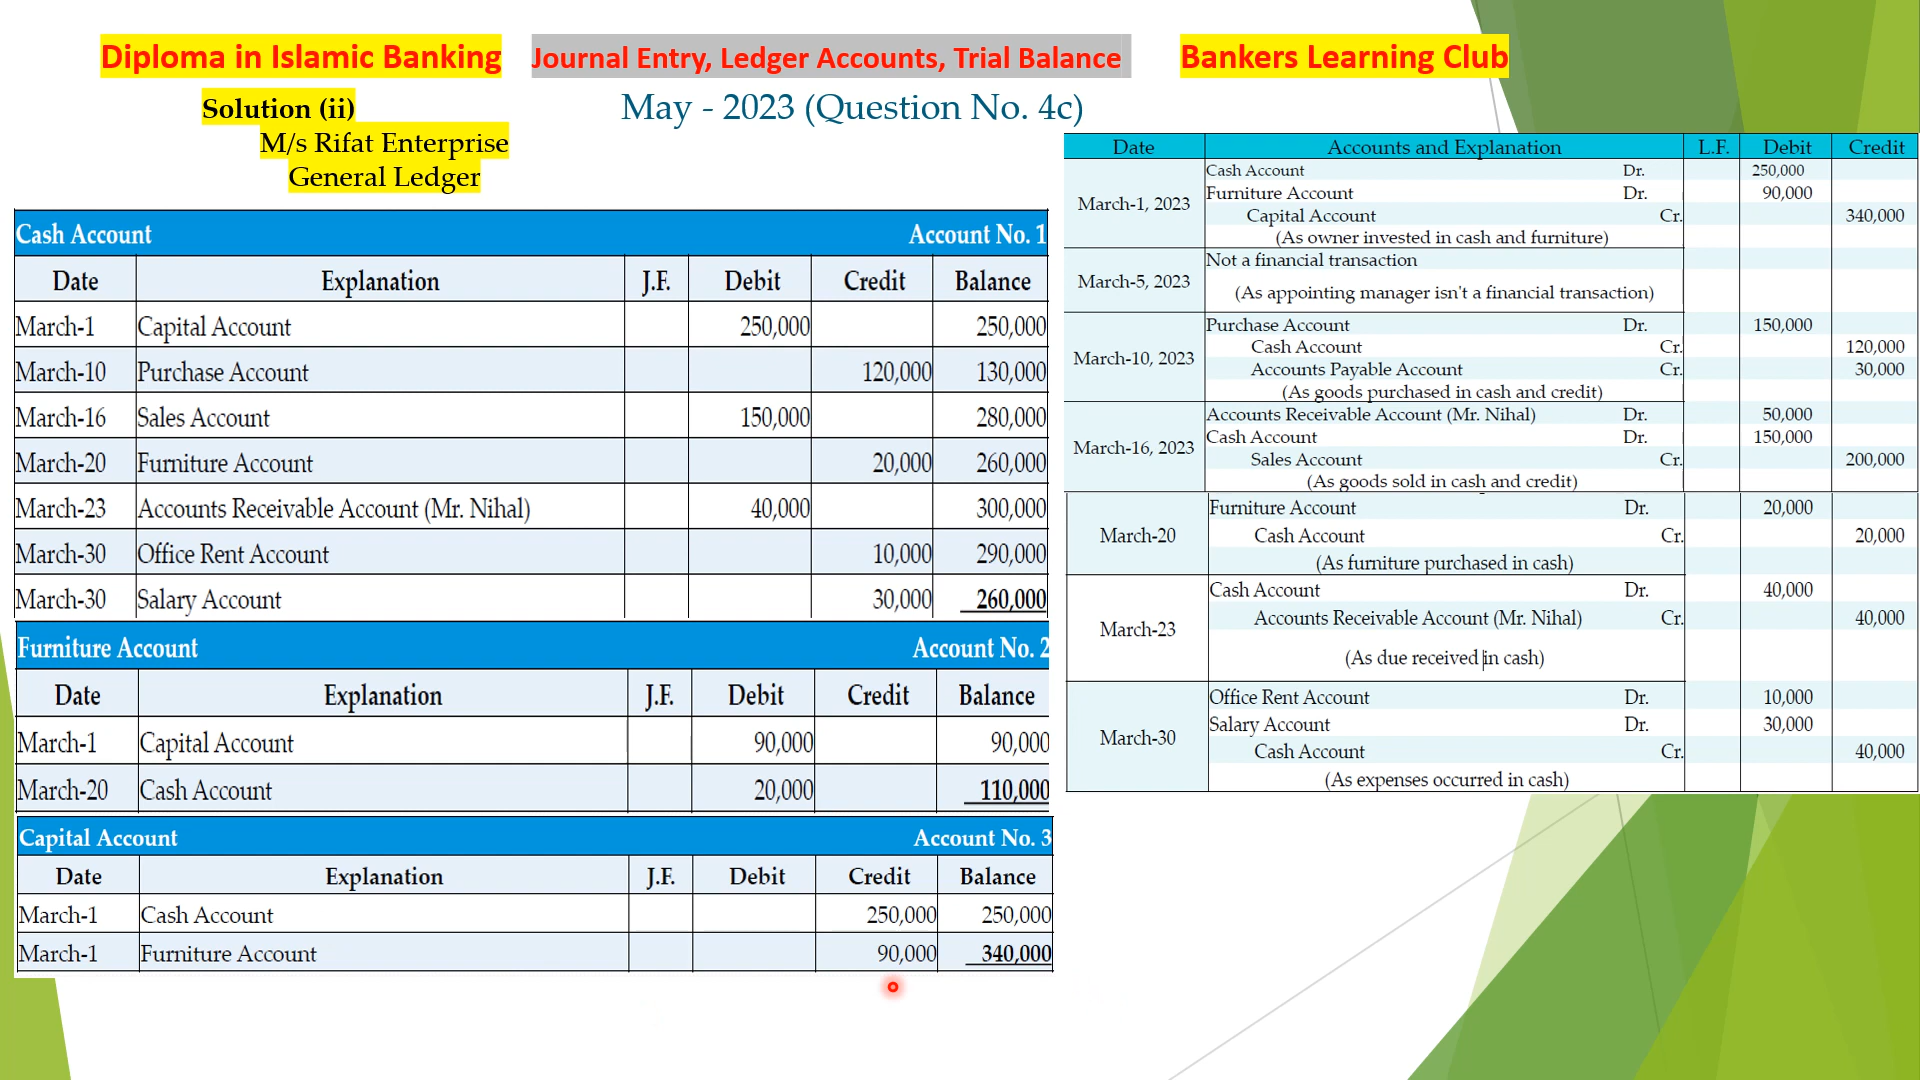 Diploma in Islamic Banking
Journal Entry, Ledger Accounts, Trial Balance
Bankers Learning Club
Solution (ii)
May - 2023 (Question No. 4c)
M/s Rifat Enterprise
General Ledger
Cash Account Account No. 1
Date Explanation J.F. Debit Credit Balance
March-1 Capital Account 250,000 250,000
March-10 Purchase Account 120,000 130,000
March-16 Sales Account 150,000 280,000
March-20 Furniture Account 20,000 260,000
March-23 Accounts Receivable Account (Mr. Nihal) 40,000 300,000
March-30 Office Rent Account 10,000 290,000
March-30 Salary Account 30,000 260,000
Furniture Account Account No. 2
Date Explanation J.F. Debit Credit Balance
March-1 Capital Account 90,000 90,000
March-20 Cash Account 20,000 110,000
Capital Account Account No. 3
Date Explanation J.F. Debit Credit Balance
March-1 Cash Account 250,000 250,000
March-1 Furniture Account 90,000 340,000
Date Accounts and Explanation L.F. Debit Credit
March-1, 2023
Cash Account Dr. 250,000
Furniture Account Dr. 90,000
Capital Account Cr. 340,000
(As owner invested in cash and furniture)
March-5, 2023
Not a financial transaction
(As appointing manager isn't a financial transaction)
March-10, 2023
Purchase Account Dr. 150,000
Cash Account Cr. 120,000
Accounts Payable Account Cr. 30,000
(As goods purchased in cash and credit)
March-16, 2023
Accounts Receivable Account (Mr. Nihal) Dr. 50,000
Cash Account Dr. 150,000
Sales Account Cr. 200,000
(As goods sold in cash and credit)
March-20
Furniture Account Dr. 20,000
Cash Account Cr. 20,000
(As furniture purchased in cash)
March-23
Cash Account Dr. 40,000
Accounts Receivable Account (Mr. Nihal) Cr. 40,000
(As due received in cash)
March-30
Office Rent Account Dr. 10,000
Salary Account Dr. 30,000
Cash Account Cr. 40,000
(As expenses occurred in cash)